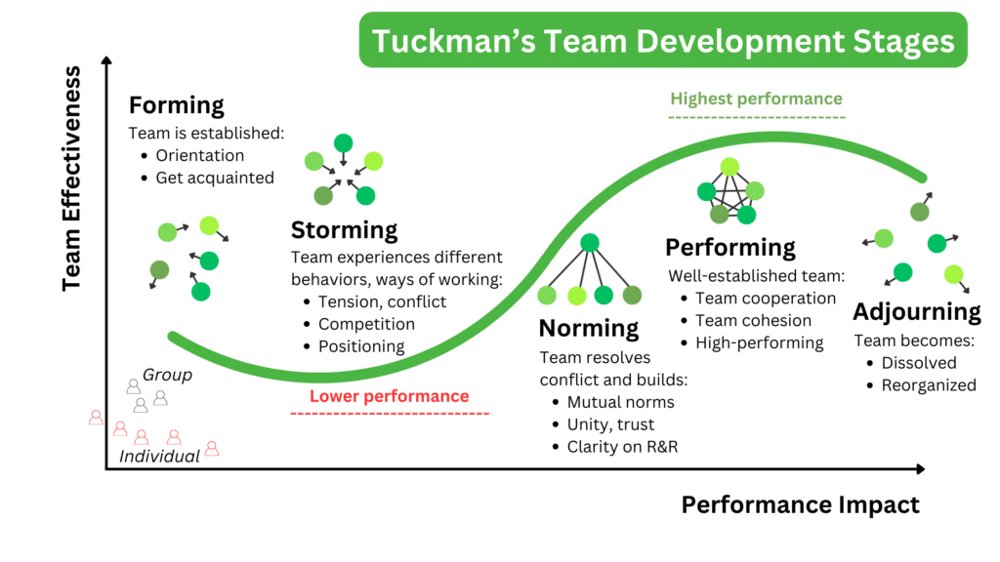 Tuckman’s Team Development Stages
Team Effectiveness
Forming
Team is established:
• Orientation
• Get acquainted
Storming
Team experiences different
behaviors, ways of working:
• Tension, conflict
• Competition
• Positioning
Lower performance
Group
Individual
Norming
Team resolves
conflict and builds:
• Mutual norms
• Unity, trust
• Clarity on R&R
Highest performance
Performing
Well-established team:
• Team cooperation
• Team cohesion
• High-performing
Adjourning
Team becomes:
• Dissolved
• Reorganized
Performance Impact